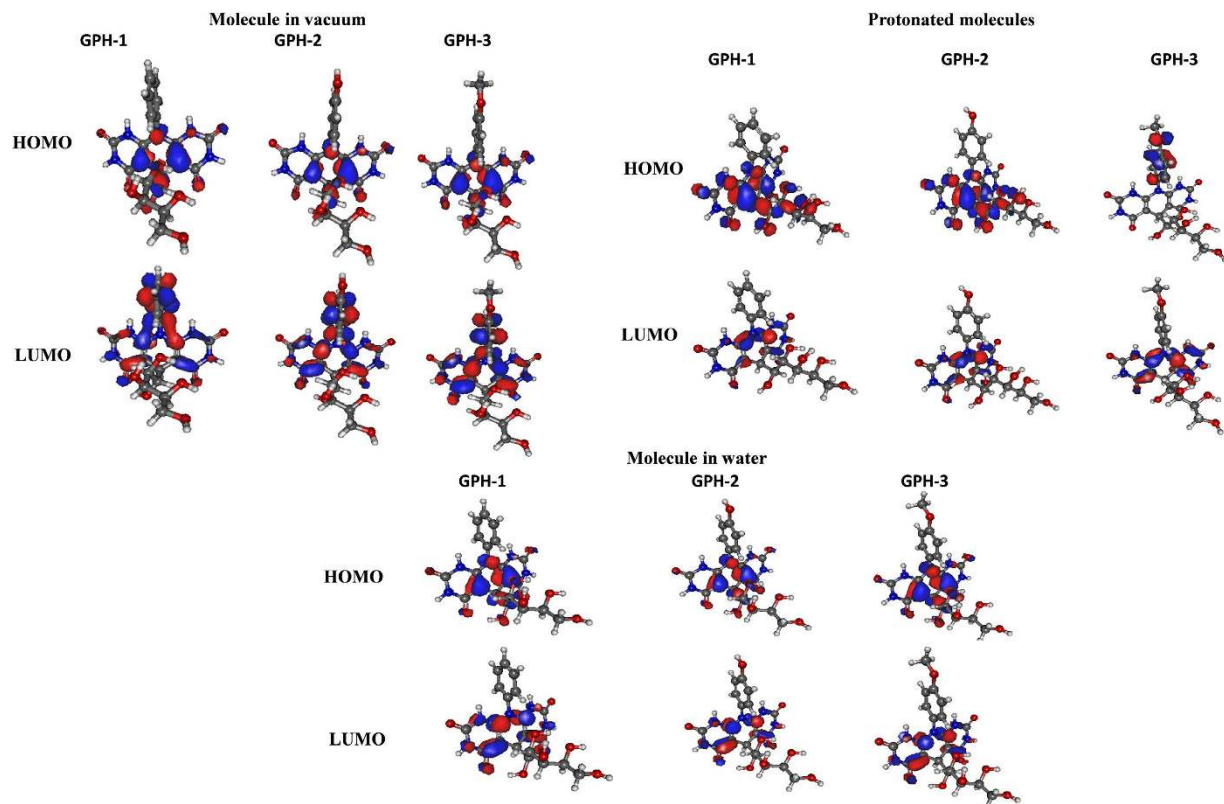 Molecule in vacuum
GPH-1 GPH-2 GPH-3
HOMO
LUMO
Protonated molecules
GPH-1 GPH-2 GPH-3
HOMO
LUMO
Molecule in water
GPH-1 GPH-2 GPH-3
HOMO
LUMO